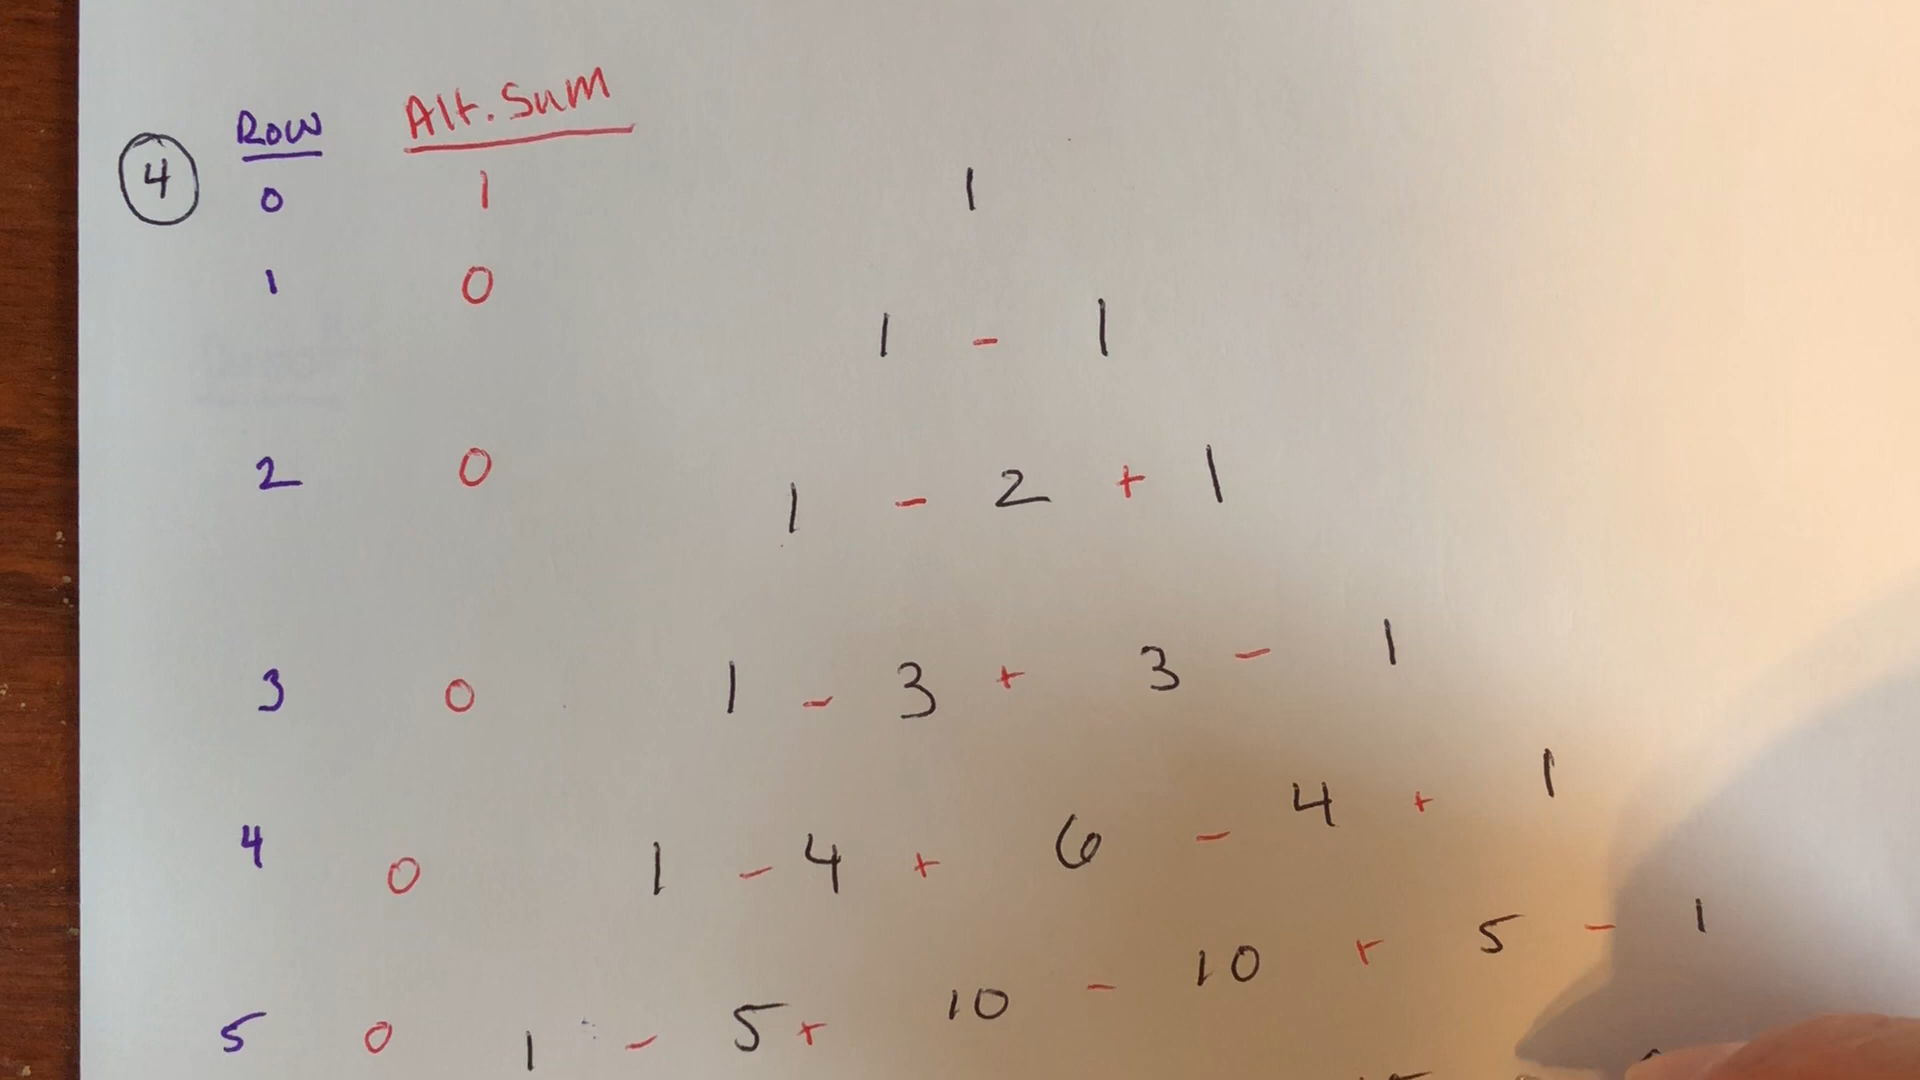 Row Alt. Sum
4 0 1 1
1 0 1 - 1
2 0 1 - 2 + 1
3 0 1 - 3 + 3 - 1
4 0 1 - 4 + 6 - 4 + 1
5 0 1 - 5 + 10 - 10 + 5 - 1